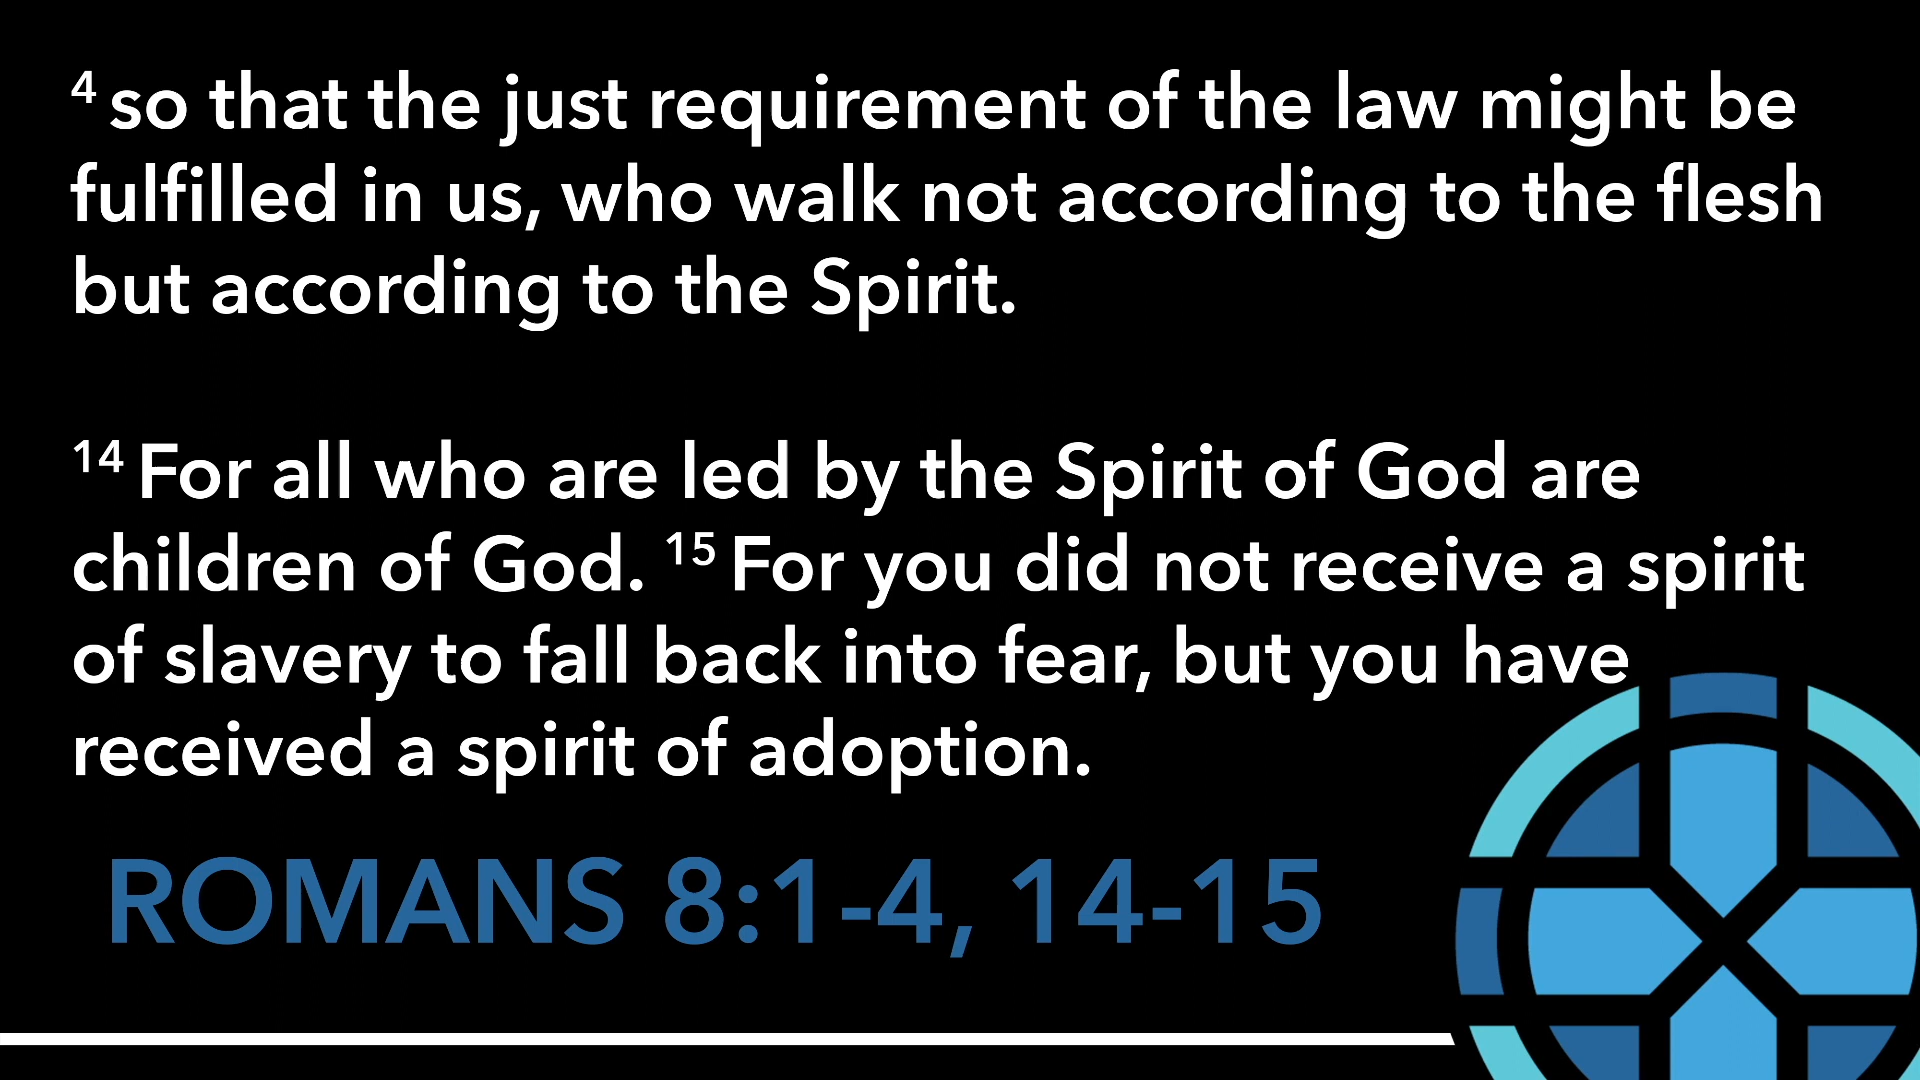 4 so that the just requirement of the law might be
fulfilled in us, who walk not according to the flesh
but according to the Spirit.
14 For all who are led by the Spirit of God are
children of God. 15 For you did not receive a spirit
of slavery to fall back into fear, but you have
received a spirit of adoption.
ROMANS 8:1-4, 14-15